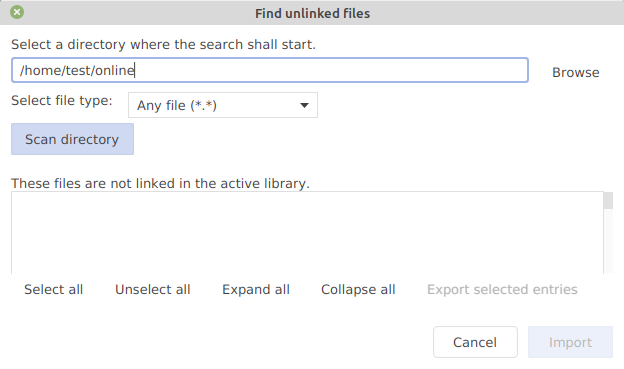 Find unlinked files
Select a directory where the search shall start.
/home/test/online
Browse
Select file type:
Any file (*.*)
Scan directory
These files are not linked in the active library.
Select all
Unselect all
Expand all
Collapse all
Export selected entries
Cancel
Import